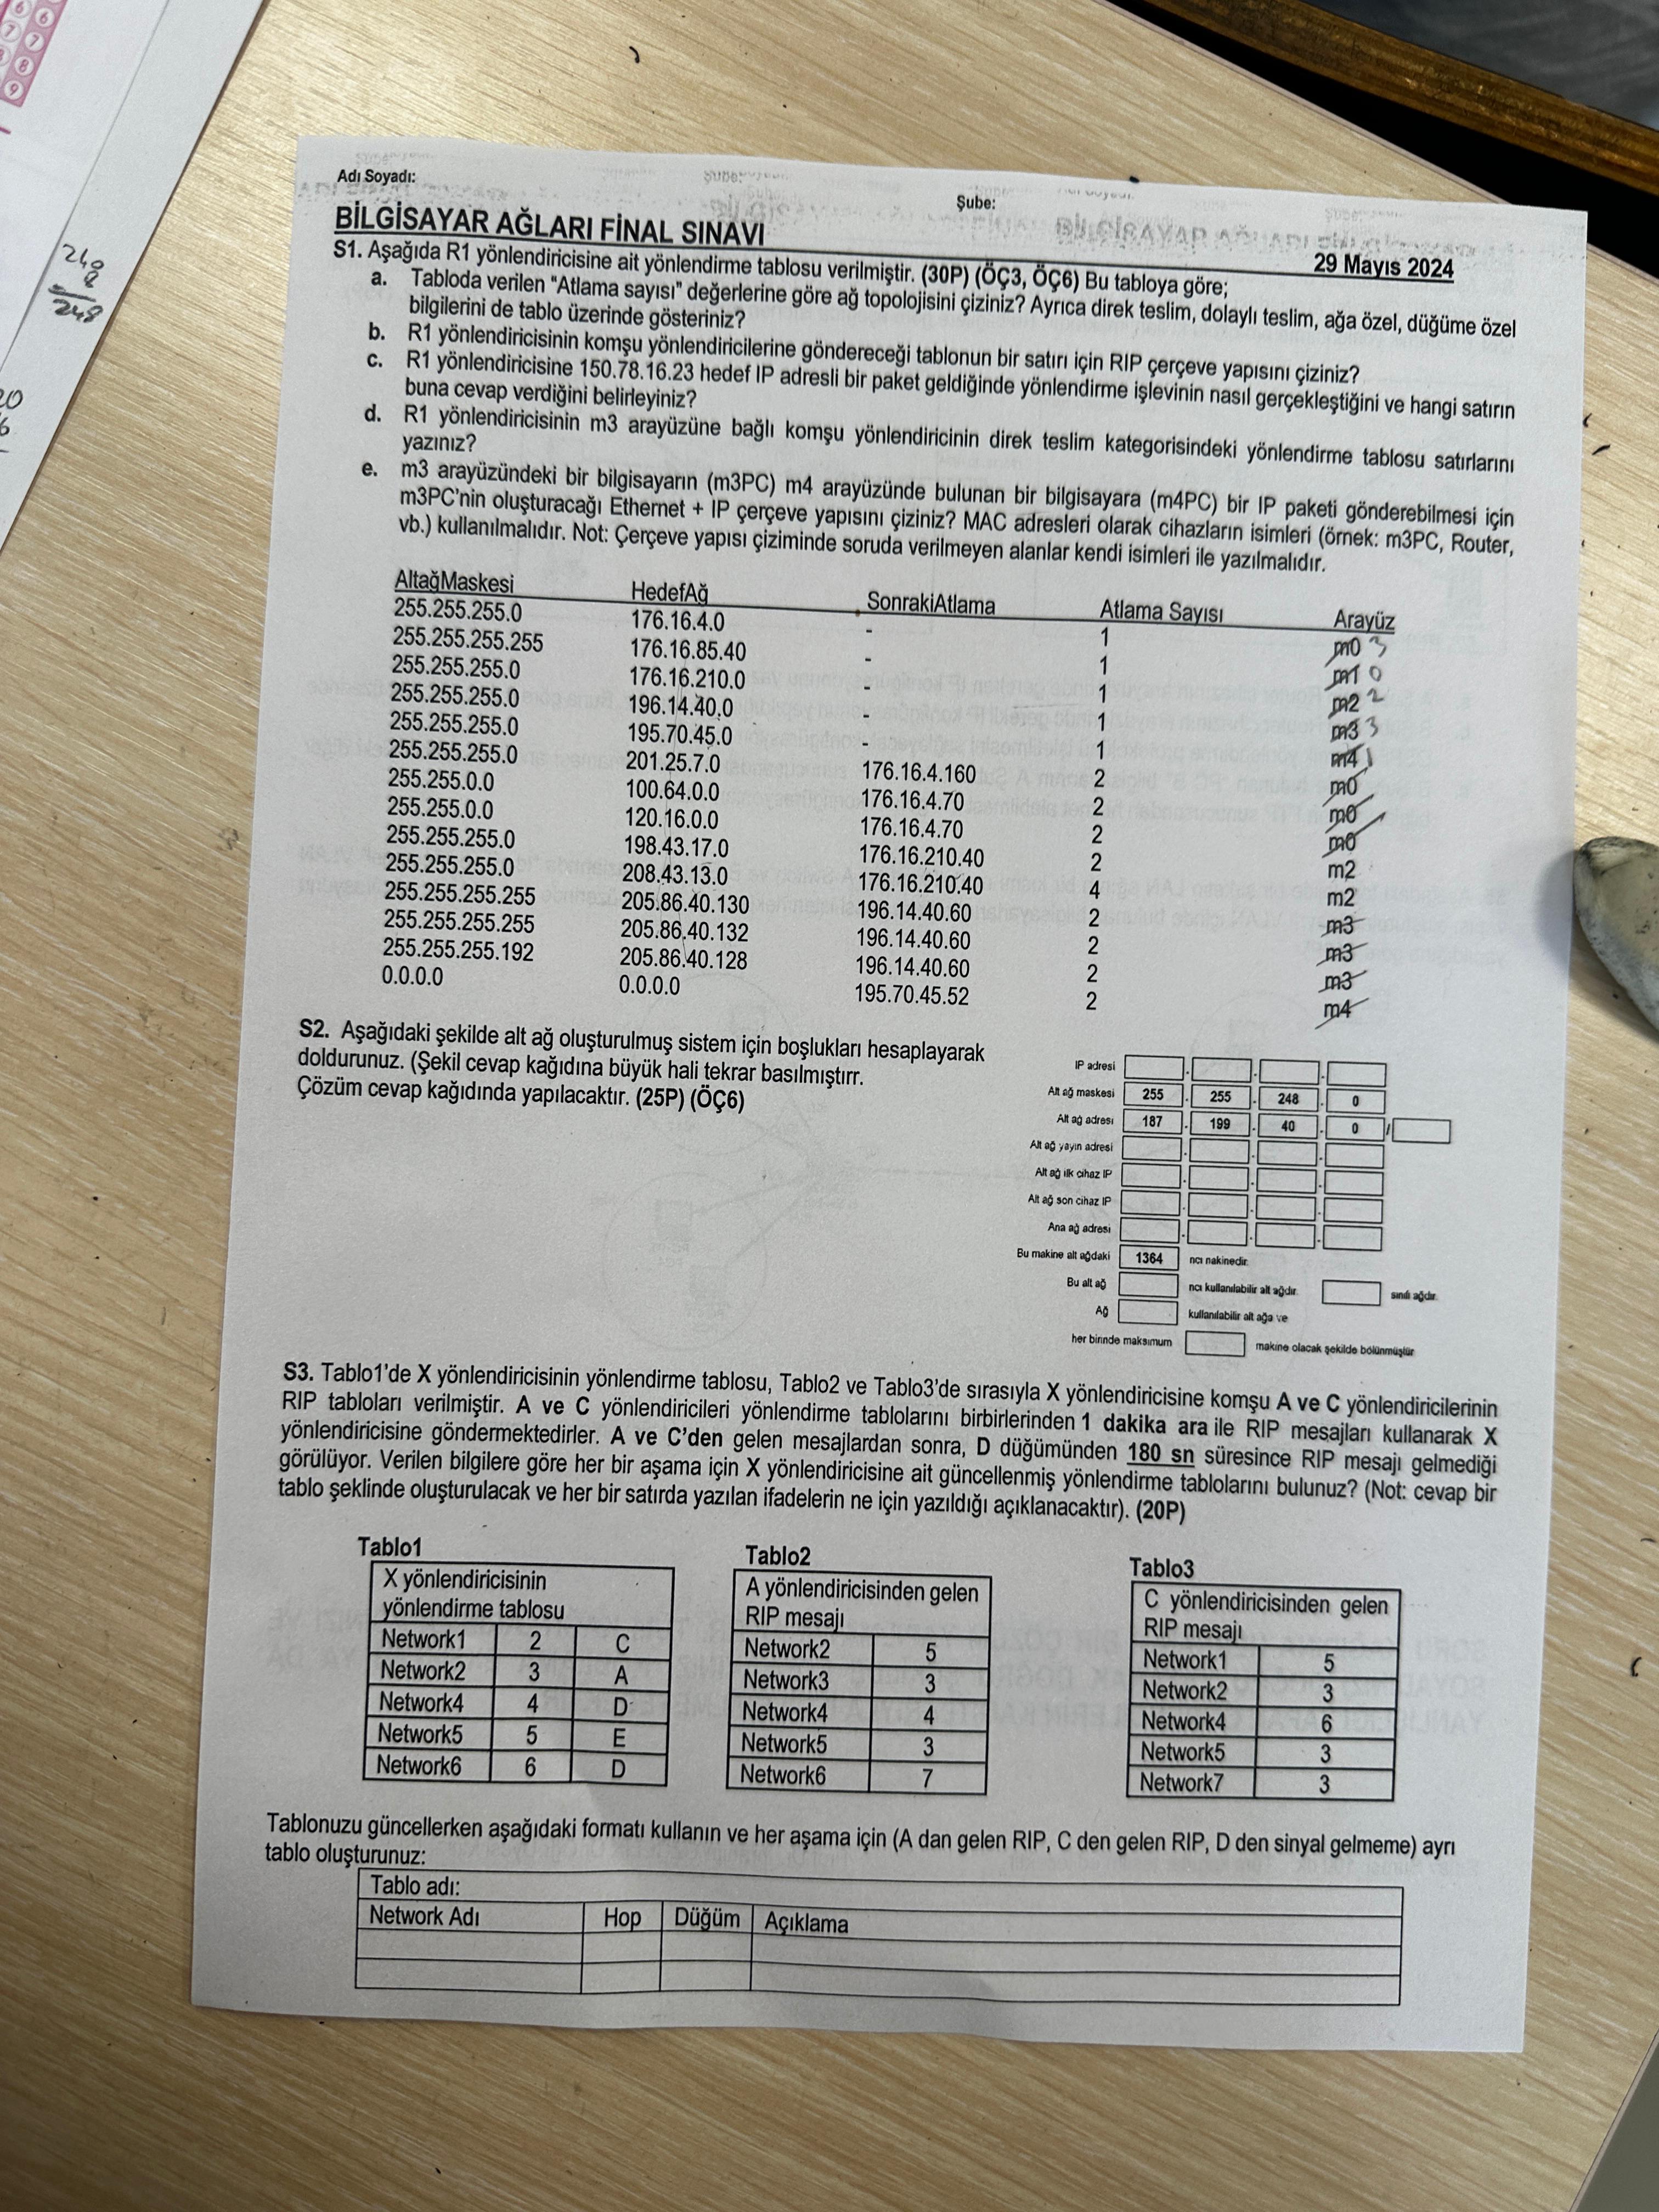 Adı Soyadı:
Şube:
BİLGİSAYAR AĞLARI FİNAL SINAVI
29 Mayıs 2024
S1. Aşağıda R1 yönlendiricisine ait yönlendirme tablosu verilmiştir. (30P) (ÖÇ3, ÖÇ6) Bu tabloya göre;
a. Tabloda verilen "Atlama sayısı" değerlerine göre ağ topolojisini çiziniz? Ayrıca direk teslim, dolaylı teslim, ağa özel, düğüme özel
bilgilerini de tablo üzerinde gösteriniz?
b. R1 yönlendiricisinin komşu yönlendiricilerine göndereceği tablonun bir satırı için RIP çerçeve yapısını çiziniz?
c. R1 yönlendiricisine 150.78.16.23 hedef IP adresli bir paket geldiğinde yönlendirme işlevinin nasıl gerçekleştiğini ve hangi satırın
buna cevap verdiğini belirleyiniz?
d. R1 yönlendiricisinin m3 arayüzüne bağlı komşu yönlendiricinin direk teslim kategorisindeki yönlendirme tablosu satırlarını
yazınız?
e. m3 arayüzündeki bir bilgisayarın (m3PC) m4 arayüzünde bulunan bir bilgisayara (m4PC) bir IP paketi gönderebilmesi için
m3PC'nin oluşturacağı Ethernet + IP çerçeve yapısını çiziniz? MAC adresleri olarak cihazların isimleri (örnek: m3PC, Router,
vb.) kullanılmalıdır. Not: Çerçeve yapısı çiziminde soruda verilmeyen alanlar kendi isimleri ile yazılmalıdır.
AltağMaskesi HedefAğ SonrakiAtlama Atlama Sayısı Arayüz
255.255.255.0 176.16.4.0 - 1 m0 3
255.255.255.255 176.16.85.40 - 1 m1 0
255.255.255.0 176.16.210.0 - 1 m2 2
255.255.255.0 196.14.40.0 - 1 m3 3
255.255.255.0 195.70.45.0 - 1 m4 1
255.255.255.0 201.25.7.0 176.16.4.160 2 m0
255.255.0.0 100.64.0.0 176.16.4.70 2 m0
255.255.0.0 120.16.0.0 176.16.4.70 2 m0
255.255.255.0 198.43.17.0 176.16.210.40 2 m2
255.255.255.0 208.43.13.0 176.16.210.40 4 m2
255.255.255.255 205.86.40.130 196.14.40.60 2 m3
255.255.255.255 205.86.40.132 196.14.40.60 2 m3
255.255.255.192 205.86.40.128 196.14.40.60 2 m3
0.0.0.0 0.0.0.0 195.70.45.52 2 m4
S2. Aşağıdaki şekilde alt ağ oluşturulmuş sistem için boşlukları hesaplayarak
doldurunuz. (Şekil cevap kağıdına büyük hali tekrar basılmıştırr.
Çözüm cevap kağıdında yapılacaktır. (25P) (ÖÇ6)
IP adresi . . .
Alt ağ maskesi 255 . 255 . 248 . 0
Alt ağ adresi 187 . 199 . 40 . 0 /
Alt ağ yayın adresi . . .
Alt ağ ilk cihaz IP . . .
Alt ağ son cihaz IP . . .
Ana ağ adresi . . .
Bu makine alt ağdaki 1364 ncı nakinedir.
Bu alt ağ ncı kullanılabilir alt ağdır. sınıfı ağdır.
Ağ kullanılabilir alt ağa ve
her birinde maksımum makine olacak şekilde bölünmüştür
S3. Tablo1'de X yönlendiricisinin yönlendirme tablosu, Tablo2 ve Tablo3'de sırasıyla X yönlendiricisine komşu A ve C yönlendiricilerinin
RIP tabloları verilmiştir. A ve C yönlendiricileri yönlendirme tablolarını birbirlerinden 1 dakika ara ile RIP mesajları kullanarak X
yönlendiricisine göndermektedirler. A ve C'den gelen mesajlardan sonra, D düğümünden 180 sn süresince RIP mesajı gelmediği
görülüyor. Verilen bilgilere göre her bir aşama için X yönlendiricisine ait güncellenmiş yönlendirme tablolarını bulunuz? (Not: cevap bir
tablo şeklinde oluşturulacak ve her bir satırda yazılan ifadelerin ne için yazıldığı açıklanacaktır). (20P)
Tablo1
X yönlendiricisinin
yönlendirme tablosu
Network1 2 C
Network2 3 A
Network4 4 D
Network5 5 E
Network6 6 D
Tablo2
A yönlendiricisinden gelen
RIP mesajı
Network2 5
Network3 3
Network4 4
Network5 3
Network6 7
Tablo3
C yönlendiricisinden gelen
RIP mesajı
Network1 5
Network2 3
Network4 6
Network5 3
Network7 3
Tablonuzu güncellerken aşağıdaki formatı kullanın ve her aşama için (A dan gelen RIP, C den gelen RIP, D den sinyal gelmeme) ayrı
tablo oluşturunuz:
Tablo adı:
Network Adı Hop Düğüm Açıklama
248
248